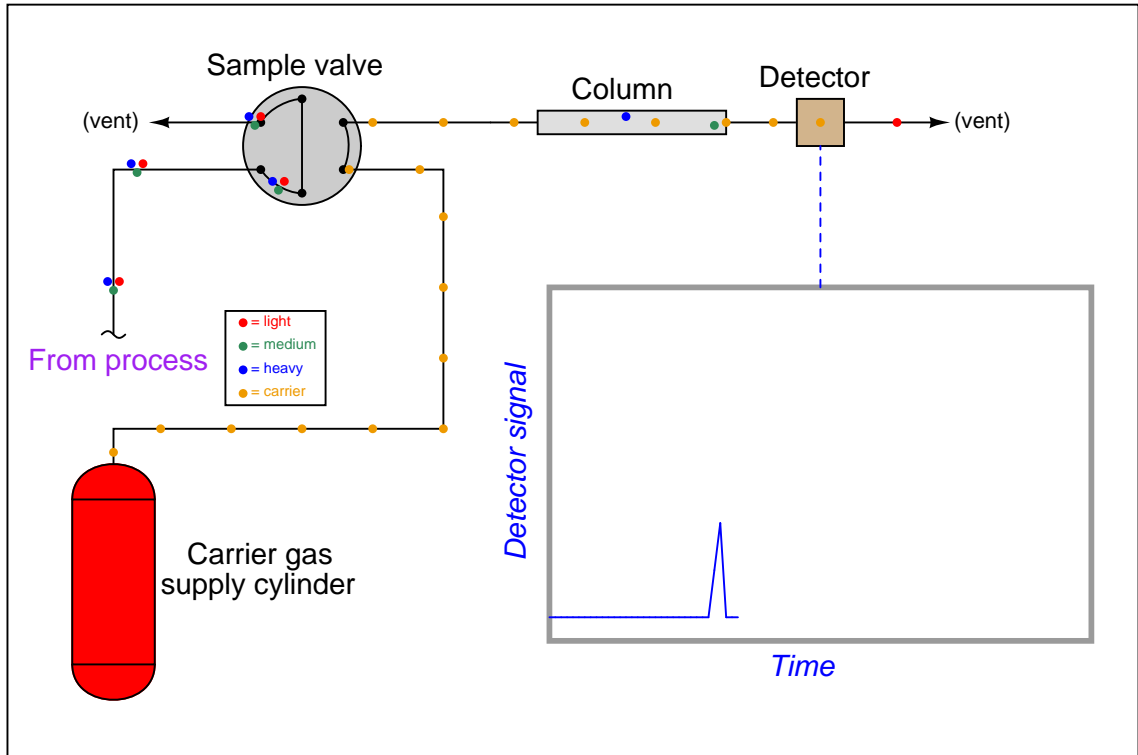 Sample valve
Column
Detector
(vent)
(vent)
= light
= medium
= heavy
= carrier
From process
Detector signal
Carrier gas
supply cylinder
Time